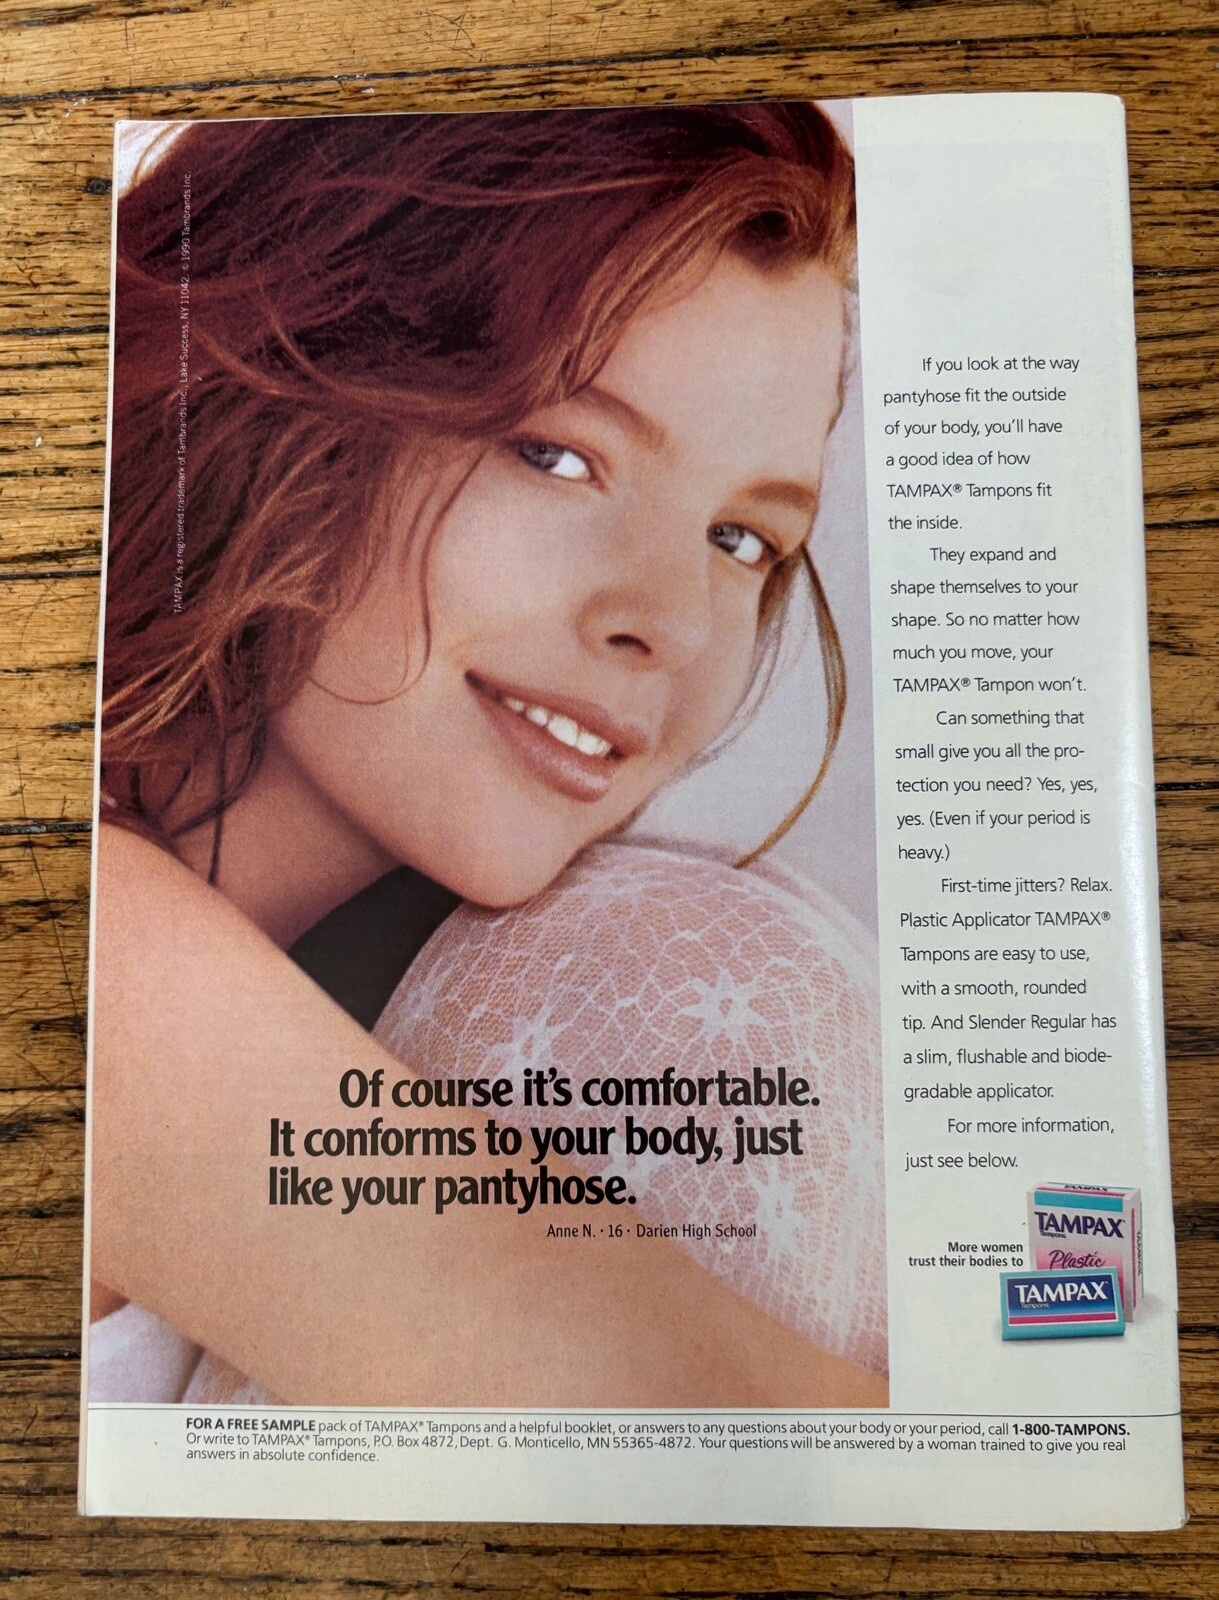 TAMPAX is a registered trademark of Tambrands Inc., Lake Success, NY 11042. © 1990 Tambrands Inc.
If you look at the way
pantyhose fit the outside
of your body, you'll have
a good idea of how
TAMPAX® Tampons fit
the inside.
They expand and
shape themselves to your
shape. So no matter how
much you move, your
TAMPAX® Tampon won't.
Can something that
small give you all the pro-
tection you need? Yes, yes,
yes. (Even if your period is
heavy.)
First-time jitters? Relax.
Plastic Applicator TAMPAX®
Tampons are easy to use,
with a smooth, rounded
tip. And Slender Regular has
a slim, flushable and biode-
gradable applicator.
For more information,
just see below.
Of course it's comfortable.
It conforms to your body, just
like your pantyhose.
Anne N. · 16 · Darien High School
More women
trust their bodies to
TAMPAX
TAMPAX
Tampons
Plastic
TAMPAX
Tampons
FOR A FREE SAMPLE pack of TAMPAX® Tampons and a helpful booklet, or answers to any questions about your body or your period, call 1-800-TAMPONS.
Or write to TAMPAX® Tampons, P.O. Box 4872, Dept. G. Monticello, MN 55365-4872. Your questions will be answered by a woman trained to give you real
answers in absolute confidence.